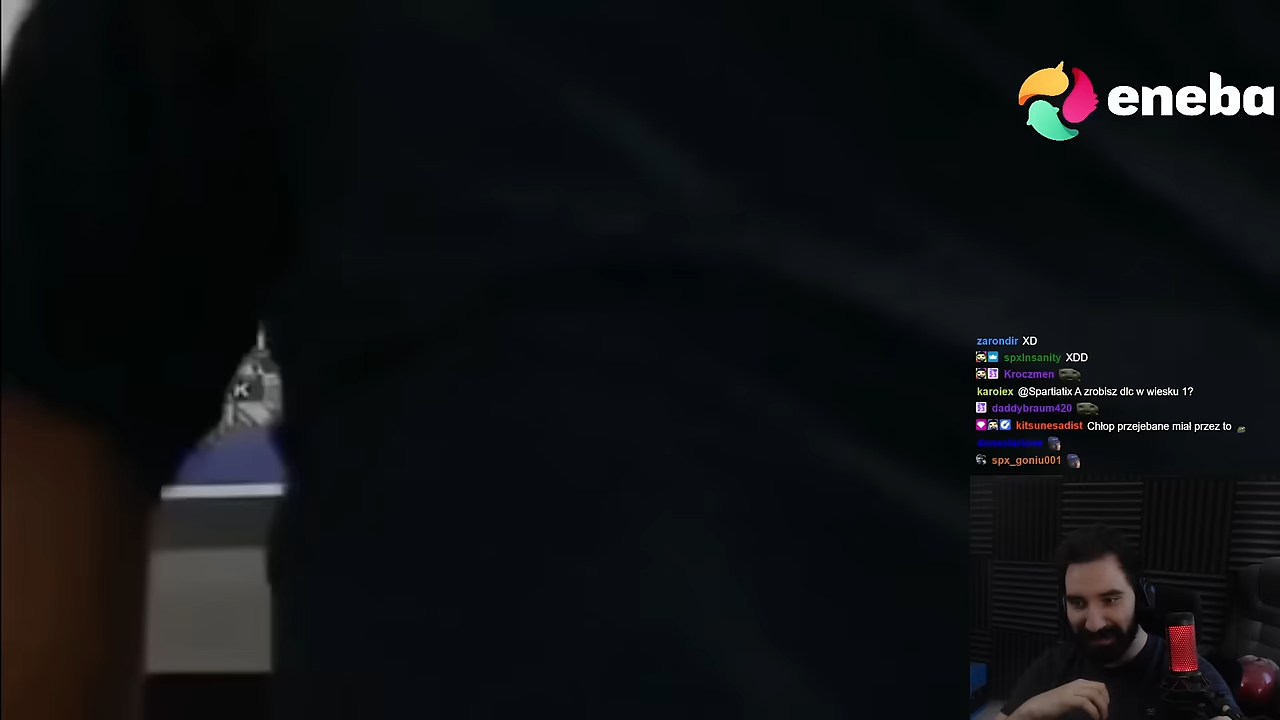 eneba
zarondir XD
spxInsanity XDD
Kroczmen
karoiex @Spartiatix A zrobisz dlc w wiesku 1?
daddybraum420
kitsunesadist Chłop przejebane miał przez to
spx_goniu001
K